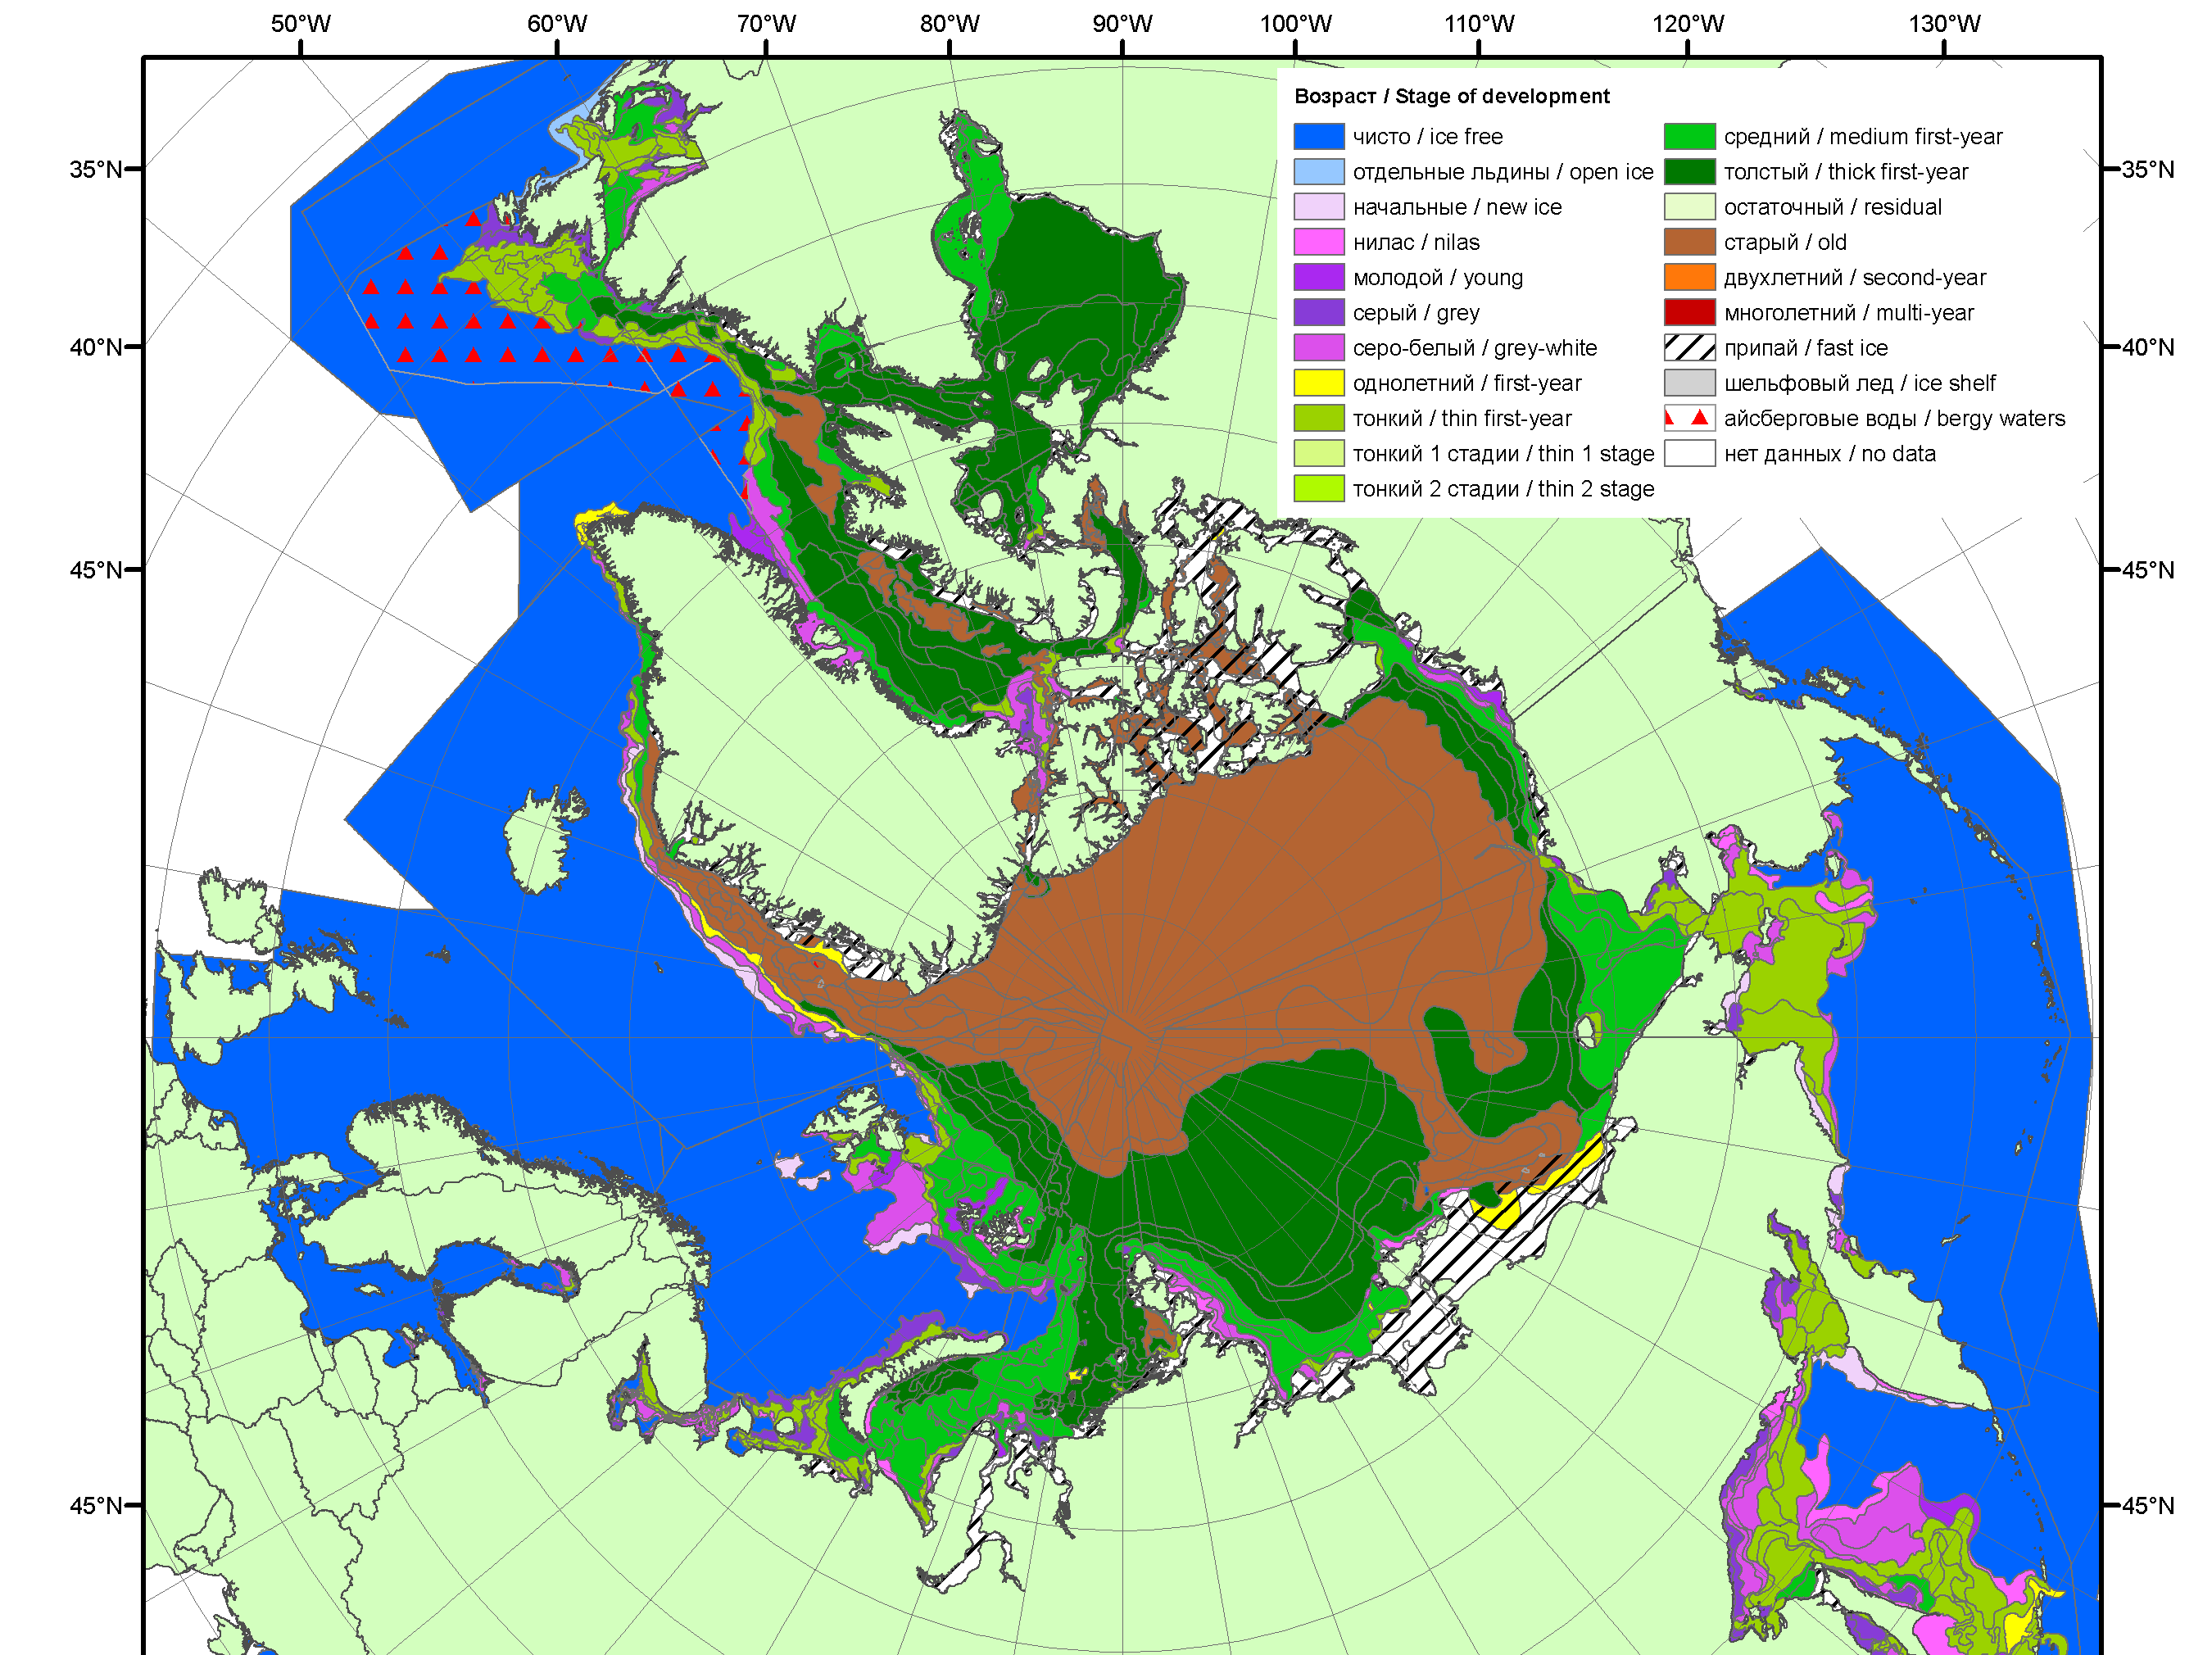 50°W 60°W 70°W 80°W 90°W 100°W 110°W 120°W 130°W
Возраст / Stage of development
чисто / ice free
отдельные льдины / open ice
начальные / new ice
нилас / nilas
молодой / young
серый / grey
серо-белый / grey-white
однолетний / first-year
тонкий / thin first-year
тонкий 1 стадии / thin 1 stage
тонкий 2 стадии / thin 2 stage
средний / medium first-year
толстый / thick first-year
остаточный / residual
старый / old
двухлетний / second-year
многолетний / multi-year
припай / fast ice
шельфовый лед / ice shelf
айсберговые воды / bergy waters
нет данных / no data
35°N 35°N
40°N 40°N
45°N 45°N
45°N 45°N